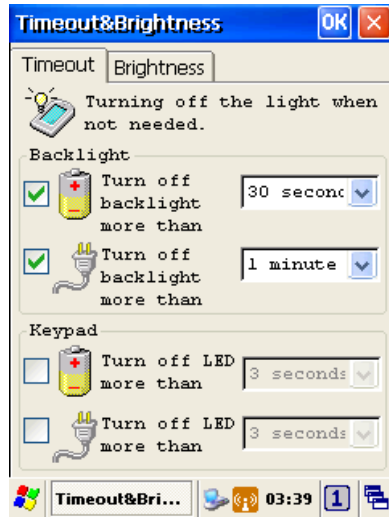 Timeout&Brightness OK
Timeout Brightness
Turning off the light when
not needed.
Backlight
Turn off
backlight
more than
30 second
Turn off
backlight
more than
1 minute
Keypad
Turn off LED
more than
3 seconds
Turn off LED
more than
3 seconds
Timeout&Bri... 03:39 1